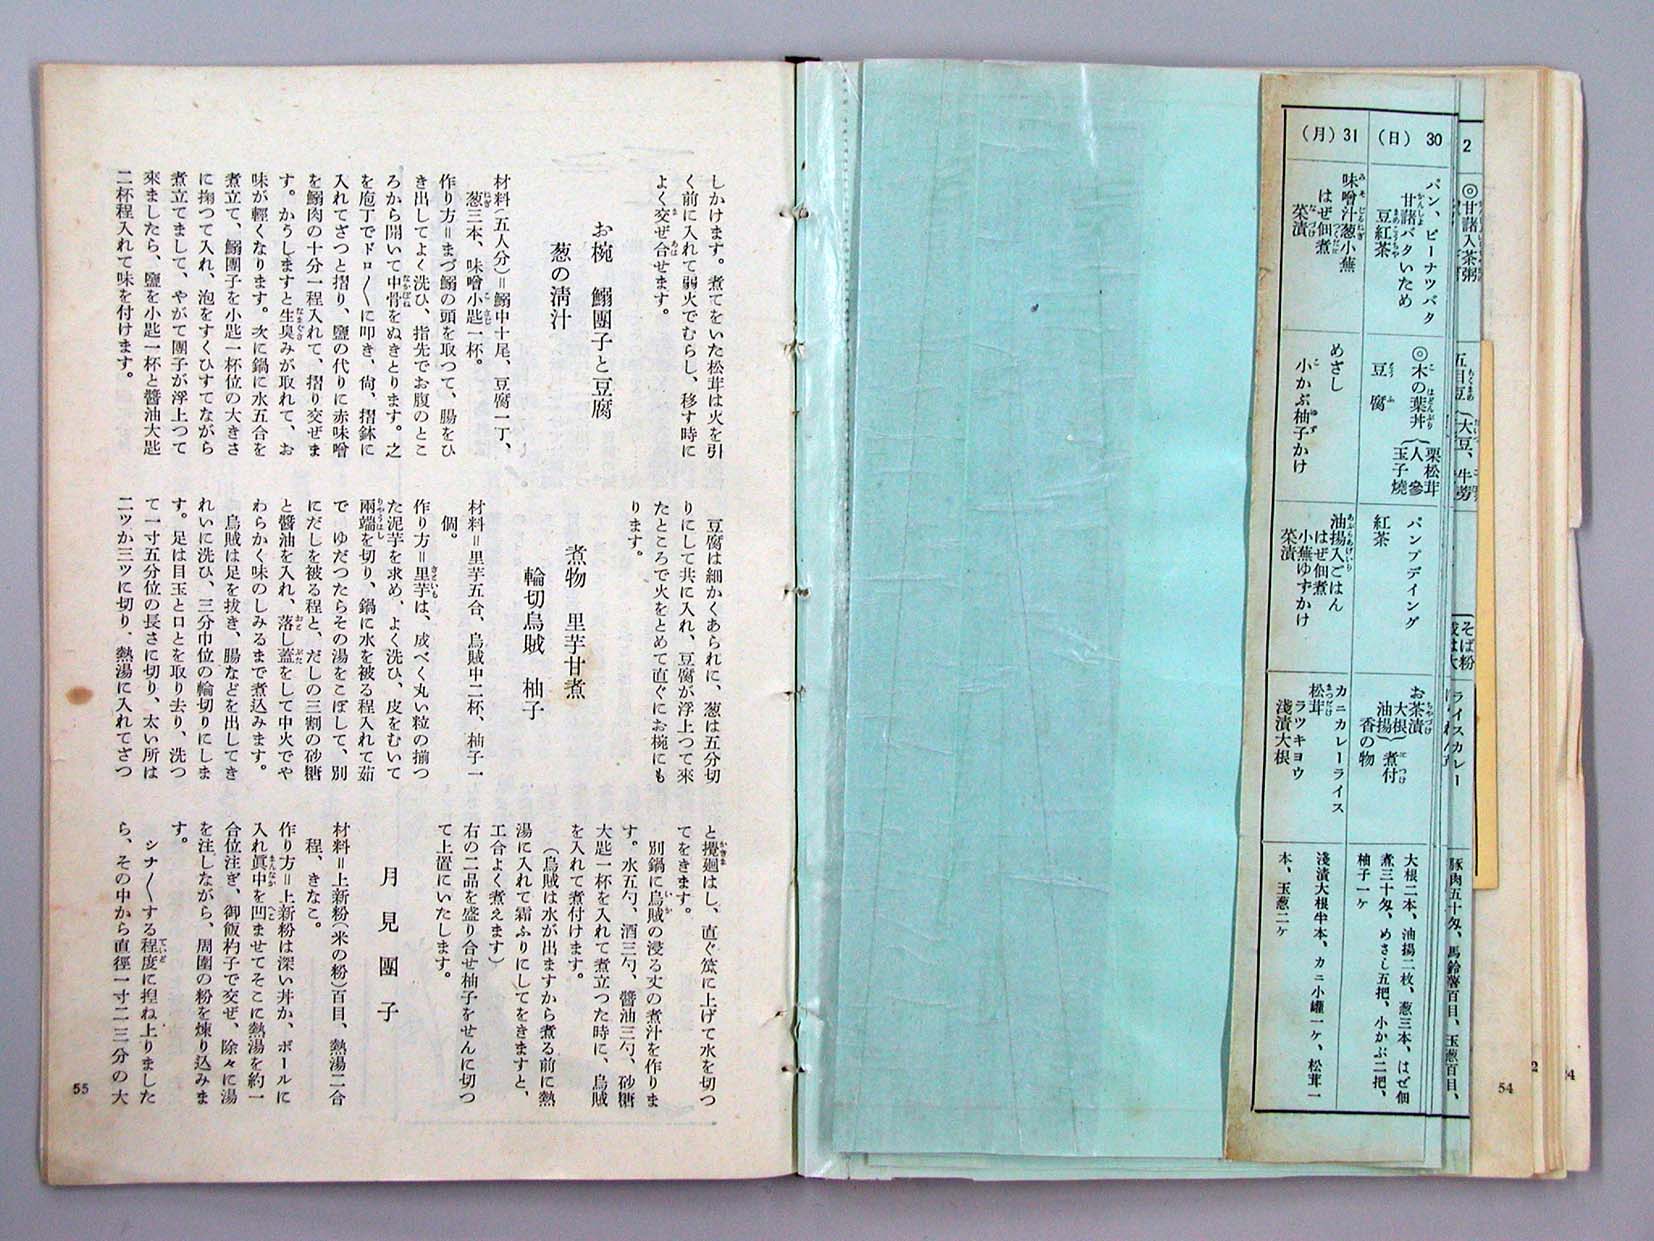 2
◎甘諸入茶粥
五目豆(大豆、牛蒡
そば粉
ライスカレー
豚肉五十匁、馬鈴薯百目、玉葱百目、
30 (日)
パン、ピーナツバタ
甘諸バタいため
豆紅茶
◎木の葉丼(栗松茸
人參
玉子燒
豆腐
パンプデイング
紅茶
お茶漬
大根)煮付
油揚
香の物
大根二本、油揚二枚、葱三本、はぜ佃
煮三十匁、めざし五把、小かぶ二把、
柚子一ケ
31 (月)
味噌汁葱小蕪
はぜ佃煮
菜漬
めざし
小かぶ柚子かけ
油揚入ごはん
はぜ佃煮
小蕪ゆずかけ
菜漬
カニカレーライス
松茸
ラツキヨウ
淺漬大根
淺漬大根半本、カニ小罐一ケ、松茸一
本、玉葱二ケ
54
しかけます。煮てをいた松茸は火を引
く前に入れて弱火でむらし、移す時に
よく交ぜ合せます。
お椀 鰯團子と豆腐
葱の淸汁
材料(五人分)=鰯中十尾、豆腐一丁、
葱三本、味噌小匙一杯。
作り方=まづ鰯の頭を取つて、腸をひ
き出してよく洗ひ、指先でお腹のとこ
ろから開いて中骨をぬきとります。之
を庖丁でドロ〱に叩き、尙、摺鉢に
入れてざつと摺り、鹽の代りに赤味噌
を鰯肉の十分一程入れて、摺り交ぜま
す。かうしますと生臭みが取れて、お
味が輕くなります。次に鍋に水五合を
煮立て、鰯團子を小匙一杯位の大きさ
に掬つて入れ、泡をすくひすてながら
煮立てまして、やがて團子が浮上つて
來ましたら、鹽を小匙一杯と醬油大匙
二杯程入れて味を付けます。
豆腐は細かくあられに、葱は五分切
りにして共に入れ、豆腐が浮上つて來
たところで火をとめて直ぐにお椀にも
ります。
煮物 里芋甘煮
輪切烏賊 柚子
材料=里芋五合、烏賊中二杯、柚子一
個。
作り方=里芋は、成べく丸い粒の揃つ
た泥芋を求め、よく洗ひ、皮をむいて
兩端を切り、鍋に水を被る程入れて茹
で ゆだつたらその湯をこぼして、別
にだしを被る程と、だしの三割の砂糖
と醬油を入れ、落し蓋をして中火でや
わらかく味のしみるまで煮込みます。
烏賊は足を拔き、腸などを出してき
れいに洗ひ、三分巾位の輪切りにしま
す。足は目玉と口とを取り去り、洗つ
て一寸五分位の長さに切り、太い所は
二ツか三ツに切り、熱湯に入れてざつ
と攪廻はし、直ぐ笊に上げて水を切つ
てをきます。
別鍋に烏賊の浸る丈の煮汁を作りま
す。水五勺、酒三勺、醬油三勺、砂糖
大匙一杯を入れて煮立つた時に、烏賊
を入れて煮付けます。
(烏賊は水が出ますから煮る前に熱
湯に入れて霜ふりにしてをきますと、
工合よく煮えます)
右の二品を盛り合せ柚子をせんに切つ
て上置にいたします。
月見團子
材料=上新粉(米の粉)百目、熱湯二合
程、きなこ。
作り方=上新粉は深い丼か、ボールに
入れ眞中を凹ませてそこに熱湯を約一
合位注ぎ、御飯杓子で交ぜ、除々に湯
を注しながら、周圍の粉を煉り込みま
す。
シナ〱する程度に捏ね上りました
ら、その中から直徑一寸二三分の大
55